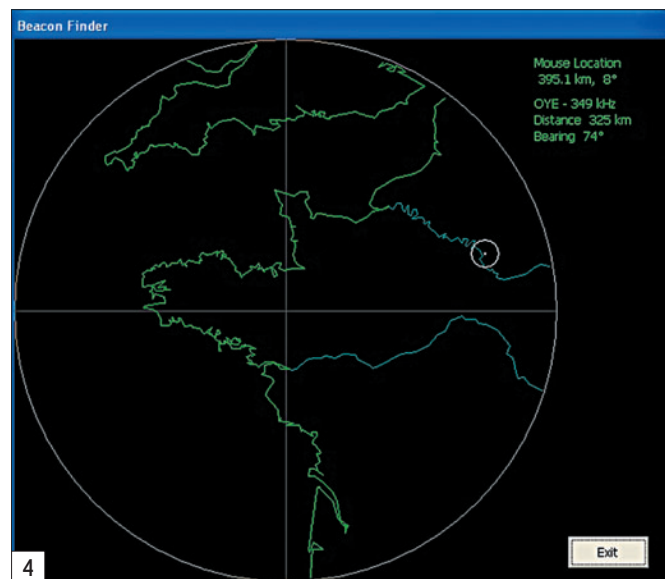 Beacon Finder
Mouse Location
395.1 km, 8°
OYE - 349 kHz
Distance 325 km
Bearing 74°
Exit
4